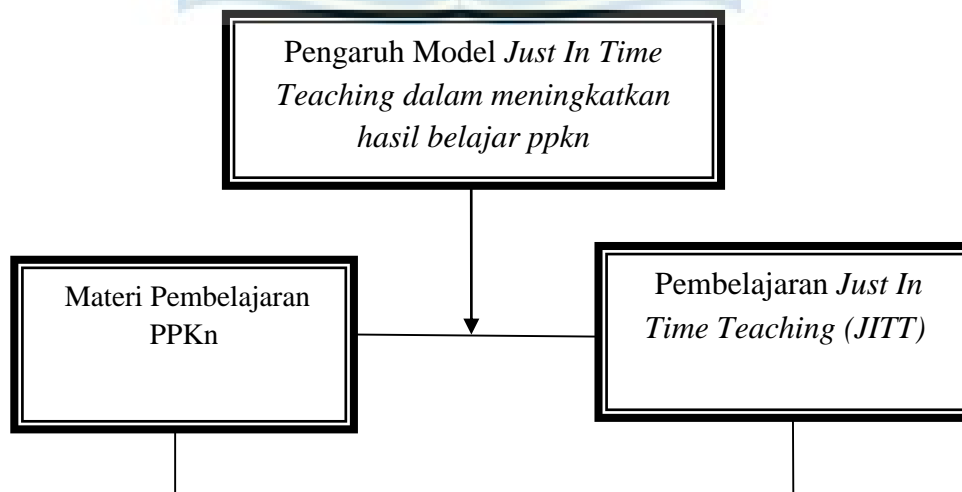 Pengaruh Model Just In Time
Teaching dalam meningkatkan
hasil belajar ppkn
Materi Pembelajaran
PPKn
Pembelajaran Just In
Time Teaching (JITT)